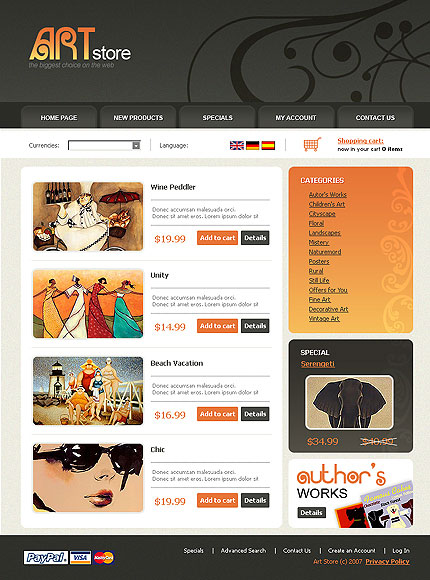 ART store
the biggest choice on the web
HOME PAGE NEW PRODUCTS SPECIALS MY ACCOUNT CONTACT US
Currencies: Language: Shopping cart:
now in your cart 0 items
Wine Peddler
Donec accumsan malesuada orci.
Donec sit amet eros. Lorem ipsum dolor sit
$19.99 Add to cart Details
Unity
Donec accumsan malesuada orci.
Donec sit amet eros. Lorem ipsum dolor sit
$14.99 Add to cart Details
Beach Vacation
Donec accumsan malesuada orci.
Donec sit amet eros. Lorem ipsum dolor sit
$16.99 Add to cart Details
Chic
Donec accumsan malesuada orci.
Donec sit amet eros. Lorem ipsum dolor sit
$19.99 Add to cart Details
CATEGORIES
Autor's Works
Children's Art
Cityscape
Floral
Landscapes
Mistery
Naturemord
Posters
Rural
Still Life
Offers for You
Fine Art
Decorative Art
Vintage Art
SPECIAL
Serengeti
$34.99 $40.99
author's
WORKS
PayPal VISA MasterCard
Specials | Advanced Search | Contact Us | Create an Account | Log In
Art Store (c) 2007 Privacy Policy